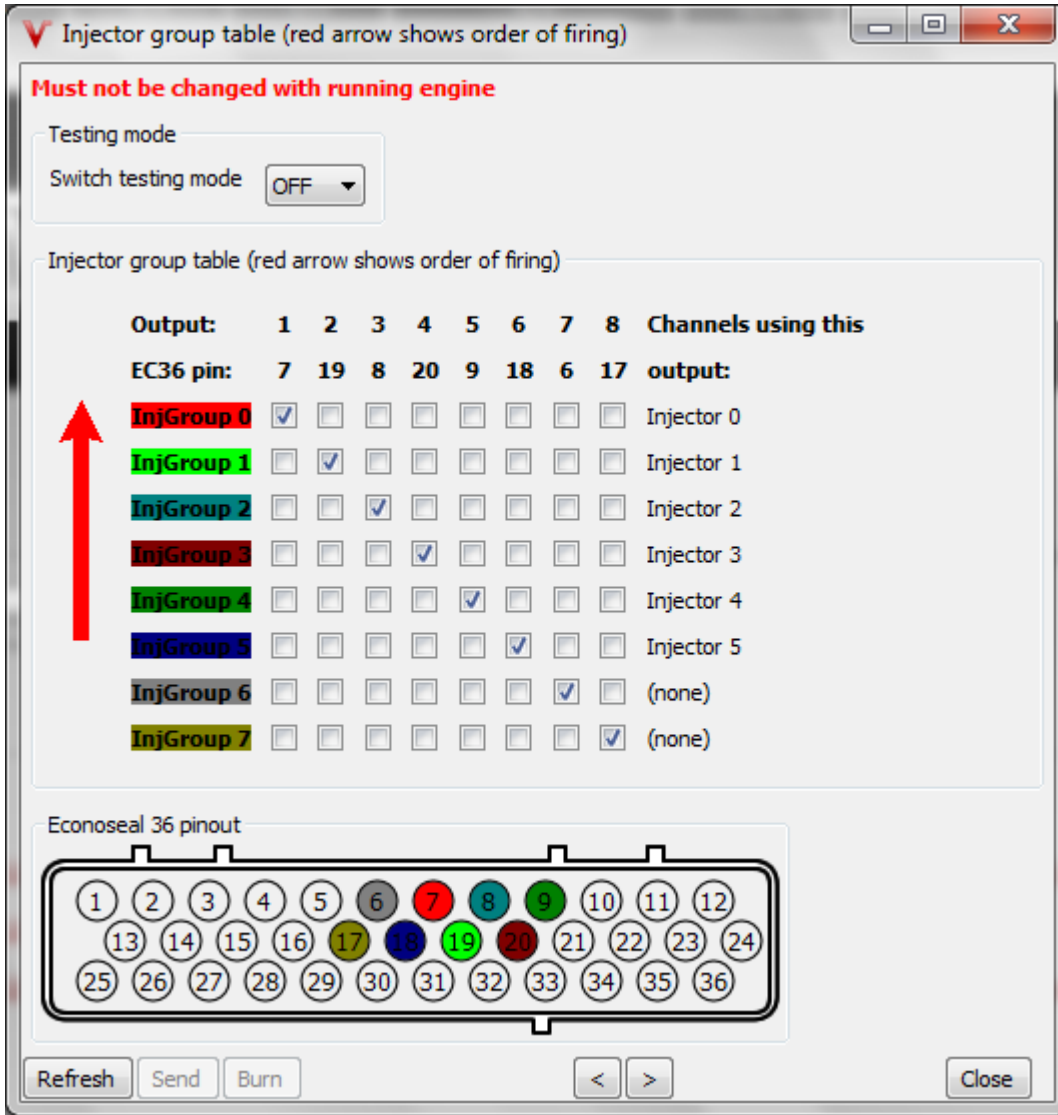 Injector group table (red arrow shows order of firing)
Must not be changed with running engine
Testing mode
Switch testing mode OFF
Injector group table (red arrow shows order of firing)
Output: 1 2 3 4 5 6 7 8 Channels using this
EC36 pin: 7 19 8 20 9 18 6 17 output:
InjGroup 0 Injector 0
InjGroup 1 Injector 1
InjGroup 2 Injector 2
InjGroup 3 Injector 3
InjGroup 4 Injector 4
InjGroup 5 Injector 5
InjGroup 6 (none)
InjGroup 7 (none)
Econoseal 36 pinout
1 2 3 4 5 6 7 8 9 10 11 12
13 14 15 16 17 18 19 20 21 22 23 24
25 26 27 28 29 30 31 32 33 34 35 36
Refresh Send Burn < > Close